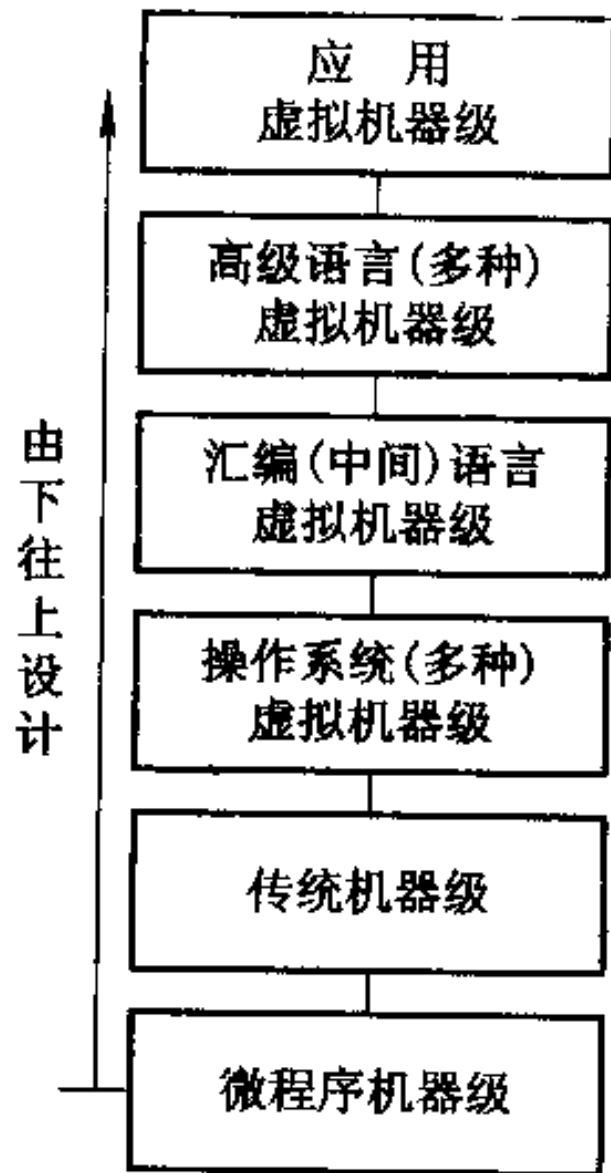 应 用
虚拟机器级
高级语言(多种)
虚拟机器级
汇编(中间)语言
虚拟机器级
操作系统(多种)
虚拟机器级
传统机器级
微程序机器级
由下往上设计